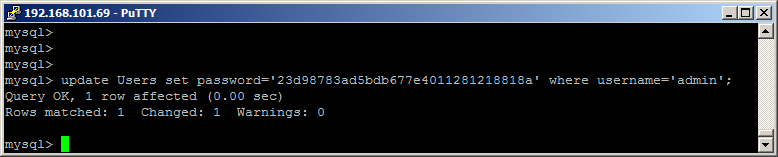 192.168.101.69 - PuTTY
mysql>
mysql>
mysql>
mysql> update Users set password='23d98783ad5bdb677e4011281218818a' where username='admin';
Query OK, 1 row affected (0.00 sec)
Rows matched: 1  Changed: 1  Warnings: 0
mysql>